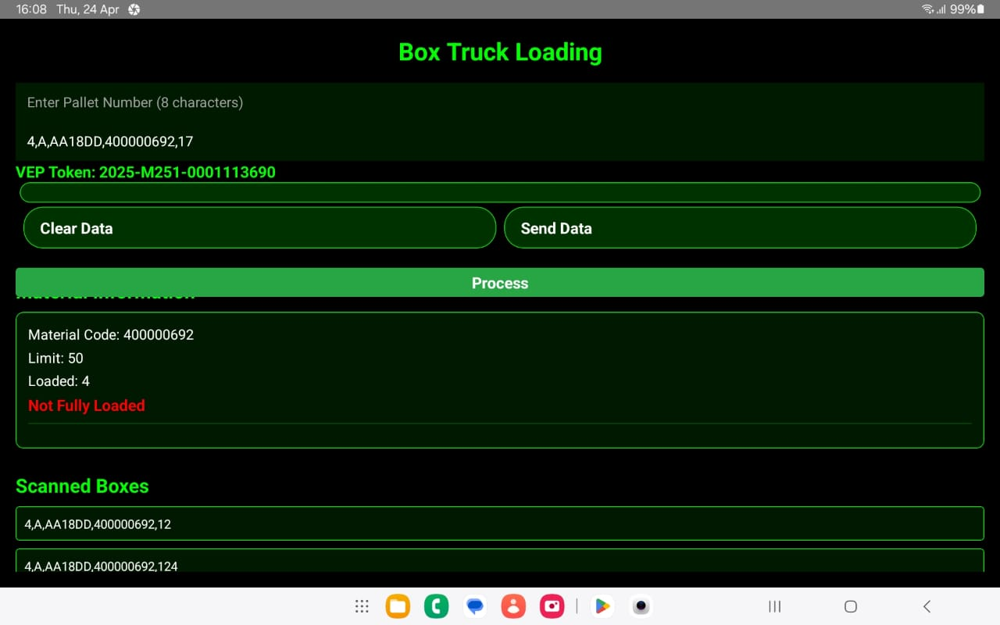 16:08 Thu, 24 Apr 99%
Box Truck Loading
Enter Pallet Number (8 characters)
4,A,AA18DD,400000692,17
VEP Token: 2025-M251-0001113690
Clear Data Send Data
Process
Material Information
Material Code: 400000692
Limit: 50
Loaded: 4
Not Fully Loaded
Scanned Boxes
4,A,AA18DD,400000692,12
4,A,AA18DD,400000692,124